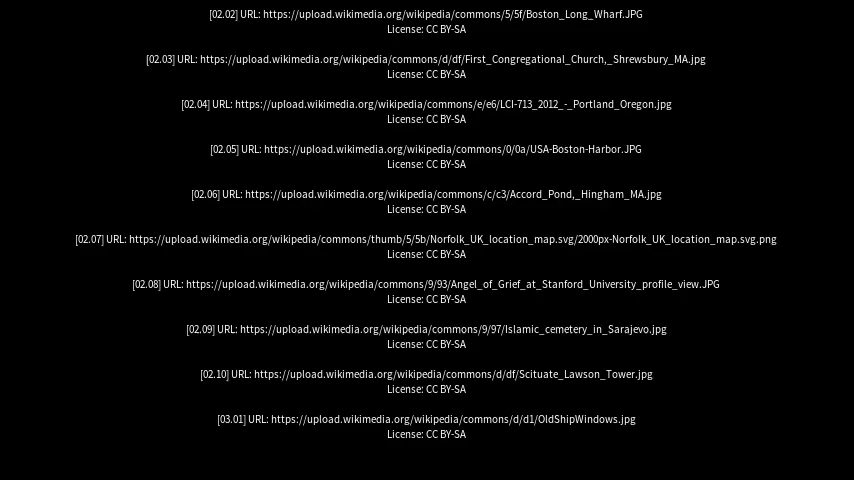 [02.02] URL: https://upload.wikimedia.org/wikipedia/commons/5/5f/Boston_Long_Wharf.JPG
License: CC BY-SA
[02.03] URL: https://upload.wikimedia.org/wikipedia/commons/d/df/First_Congregational_Church,_Shrewsbury_MA.jpg
License: CC BY-SA
[02.04] URL: https://upload.wikimedia.org/wikipedia/commons/e/e6/LCI-713_2012_-_Portland_Oregon.jpg
License: CC BY-SA
[02.05] URL: https://upload.wikimedia.org/wikipedia/commons/0/0a/USA-Boston-Harbor.JPG
License: CC BY-SA
[02.06] URL: https://upload.wikimedia.org/wikipedia/commons/c/c3/Accord_Pond,_Hingham_MA.jpg
License: CC BY-SA
[02.07] URL: https://upload.wikimedia.org/wikipedia/commons/thumb/5/5b/Norfolk_UK_location_map.svg/2000px-Norfolk_UK_location_map.svg.png
License: CC BY-SA
[02.08] URL: https://upload.wikimedia.org/wikipedia/commons/9/93/Angel_of_Grief_at_Stanford_University_profile_view.JPG
License: CC BY-SA
[02.09] URL: https://upload.wikimedia.org/wikipedia/commons/9/97/Islamic_cemetery_in_Sarajevo.jpg
License: CC BY-SA
[02.10] URL: https://upload.wikimedia.org/wikipedia/commons/d/df/Scituate_Lawson_Tower.jpg
License: CC BY-SA
[03.01] URL: https://upload.wikimedia.org/wikipedia/commons/d/d1/OldShipWindows.jpg
License: CC BY-SA